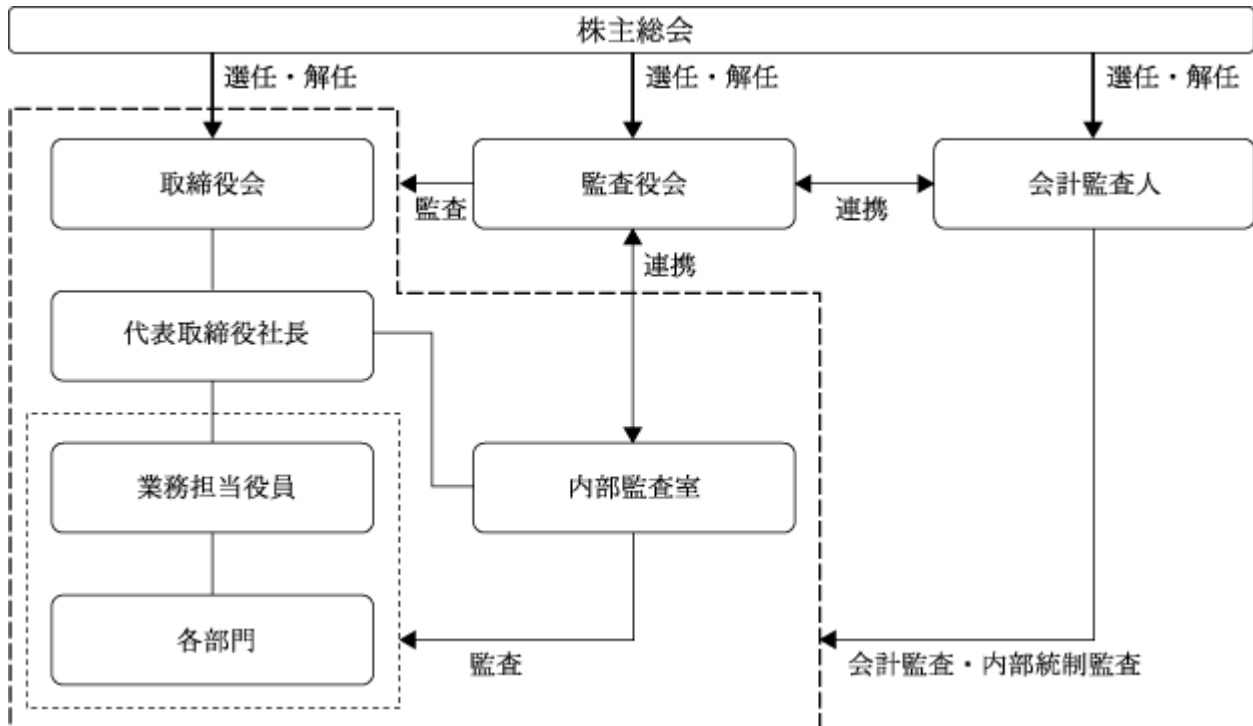 株主総会
選任・解任
選任・解任
選任・解任
取締役会
監査
監査役会
連携
会計監査人
連携
代表取締役社長
業務担当役員
内部監査室
各部門
監査
会計監査・内部統制監査